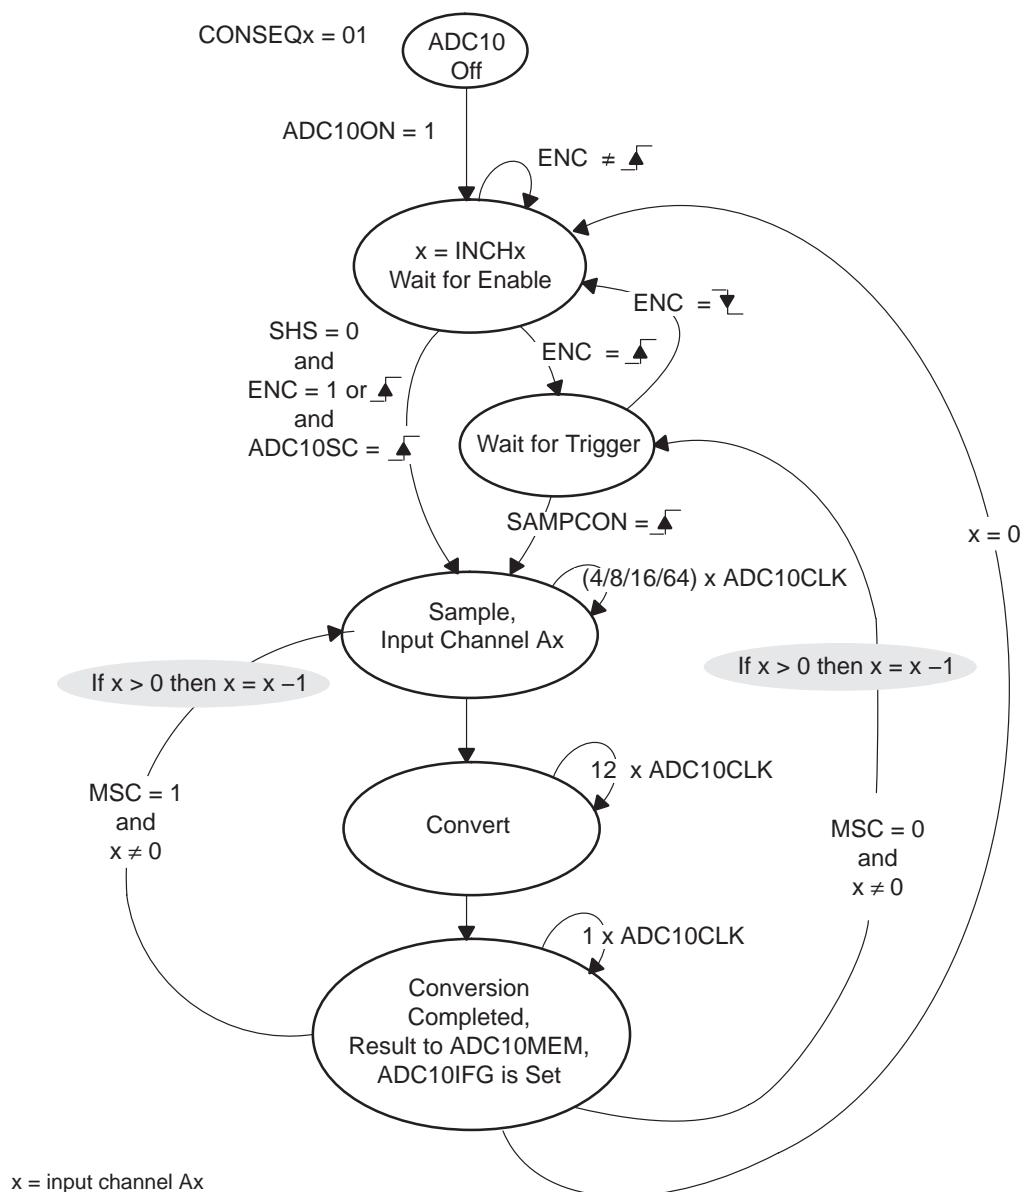 CONSEQx = 01
ADC10
Off
ADC10ON = 1
ENC ≠
x = INCHx
Wait for Enable
ENC =
SHS = 0
and
ENC = 1 or
and
ADC10SC =
ENC =
Wait for Trigger
SAMPCON =
x = 0
(4/8/16/64) x ADC10CLK
Sample,
Input Channel Ax
If x > 0 then x = x −1
If x > 0 then x = x −1
12 x ADC10CLK
MSC = 1
and
x ≠ 0
Convert
MSC = 0
and
x ≠ 0
1 x ADC10CLK
Conversion
Completed,
Result to ADC10MEM,
ADC10IFG is Set
x = input channel Ax